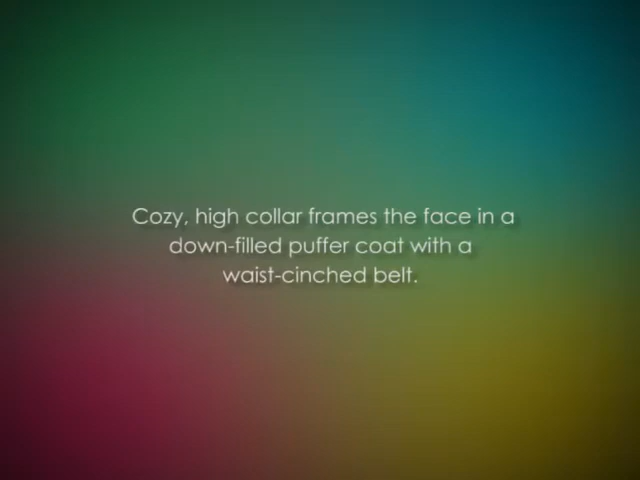 Cozy, high collar frames the face in a
down-filled puffer coat with a
waist-cinched belt.